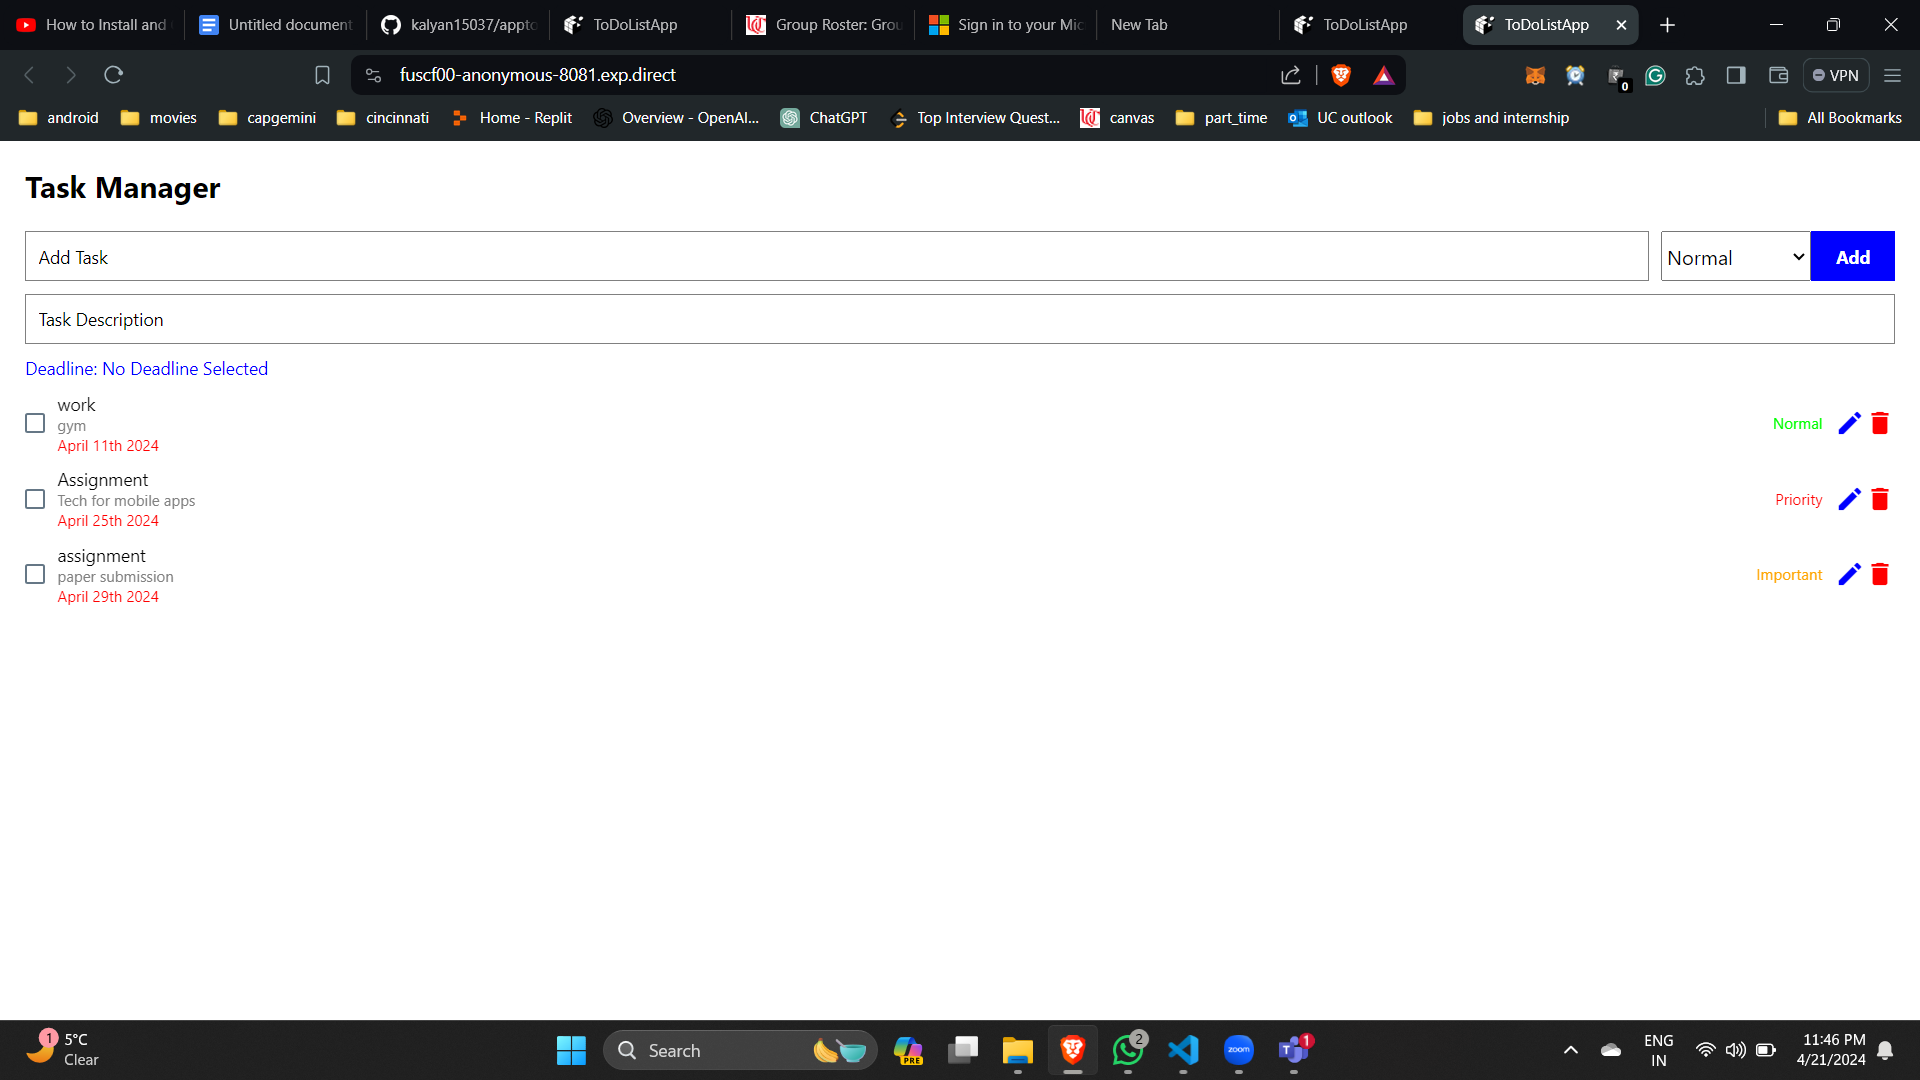 How to Install and
Untitled document
kalyan15037/appto
ToDoListApp
Group Roster: Grou
Sign in to your Mic
New Tab
ToDoListApp
ToDoListApp
fuscf00-anonymous-8081.exp.direct
0
VPN
android
movies
capgemini
cincinnati
Home - Replit
Overview - OpenAI...
ChatGPT
Top Interview Quest...
canvas
part_time
UC outlook
jobs and internship
All Bookmarks
Task Manager
Add Task
Normal
Add
Task Description
Deadline: No Deadline Selected
work
gym
April 11th 2024
Normal
Assignment
Tech for mobile apps
April 25th 2024
Priority
assignment
paper submission
April 29th 2024
Important
1
5°C
Clear
Search
PRE
2
zoom
1
ENG
IN
11:46 PM
4/21/2024